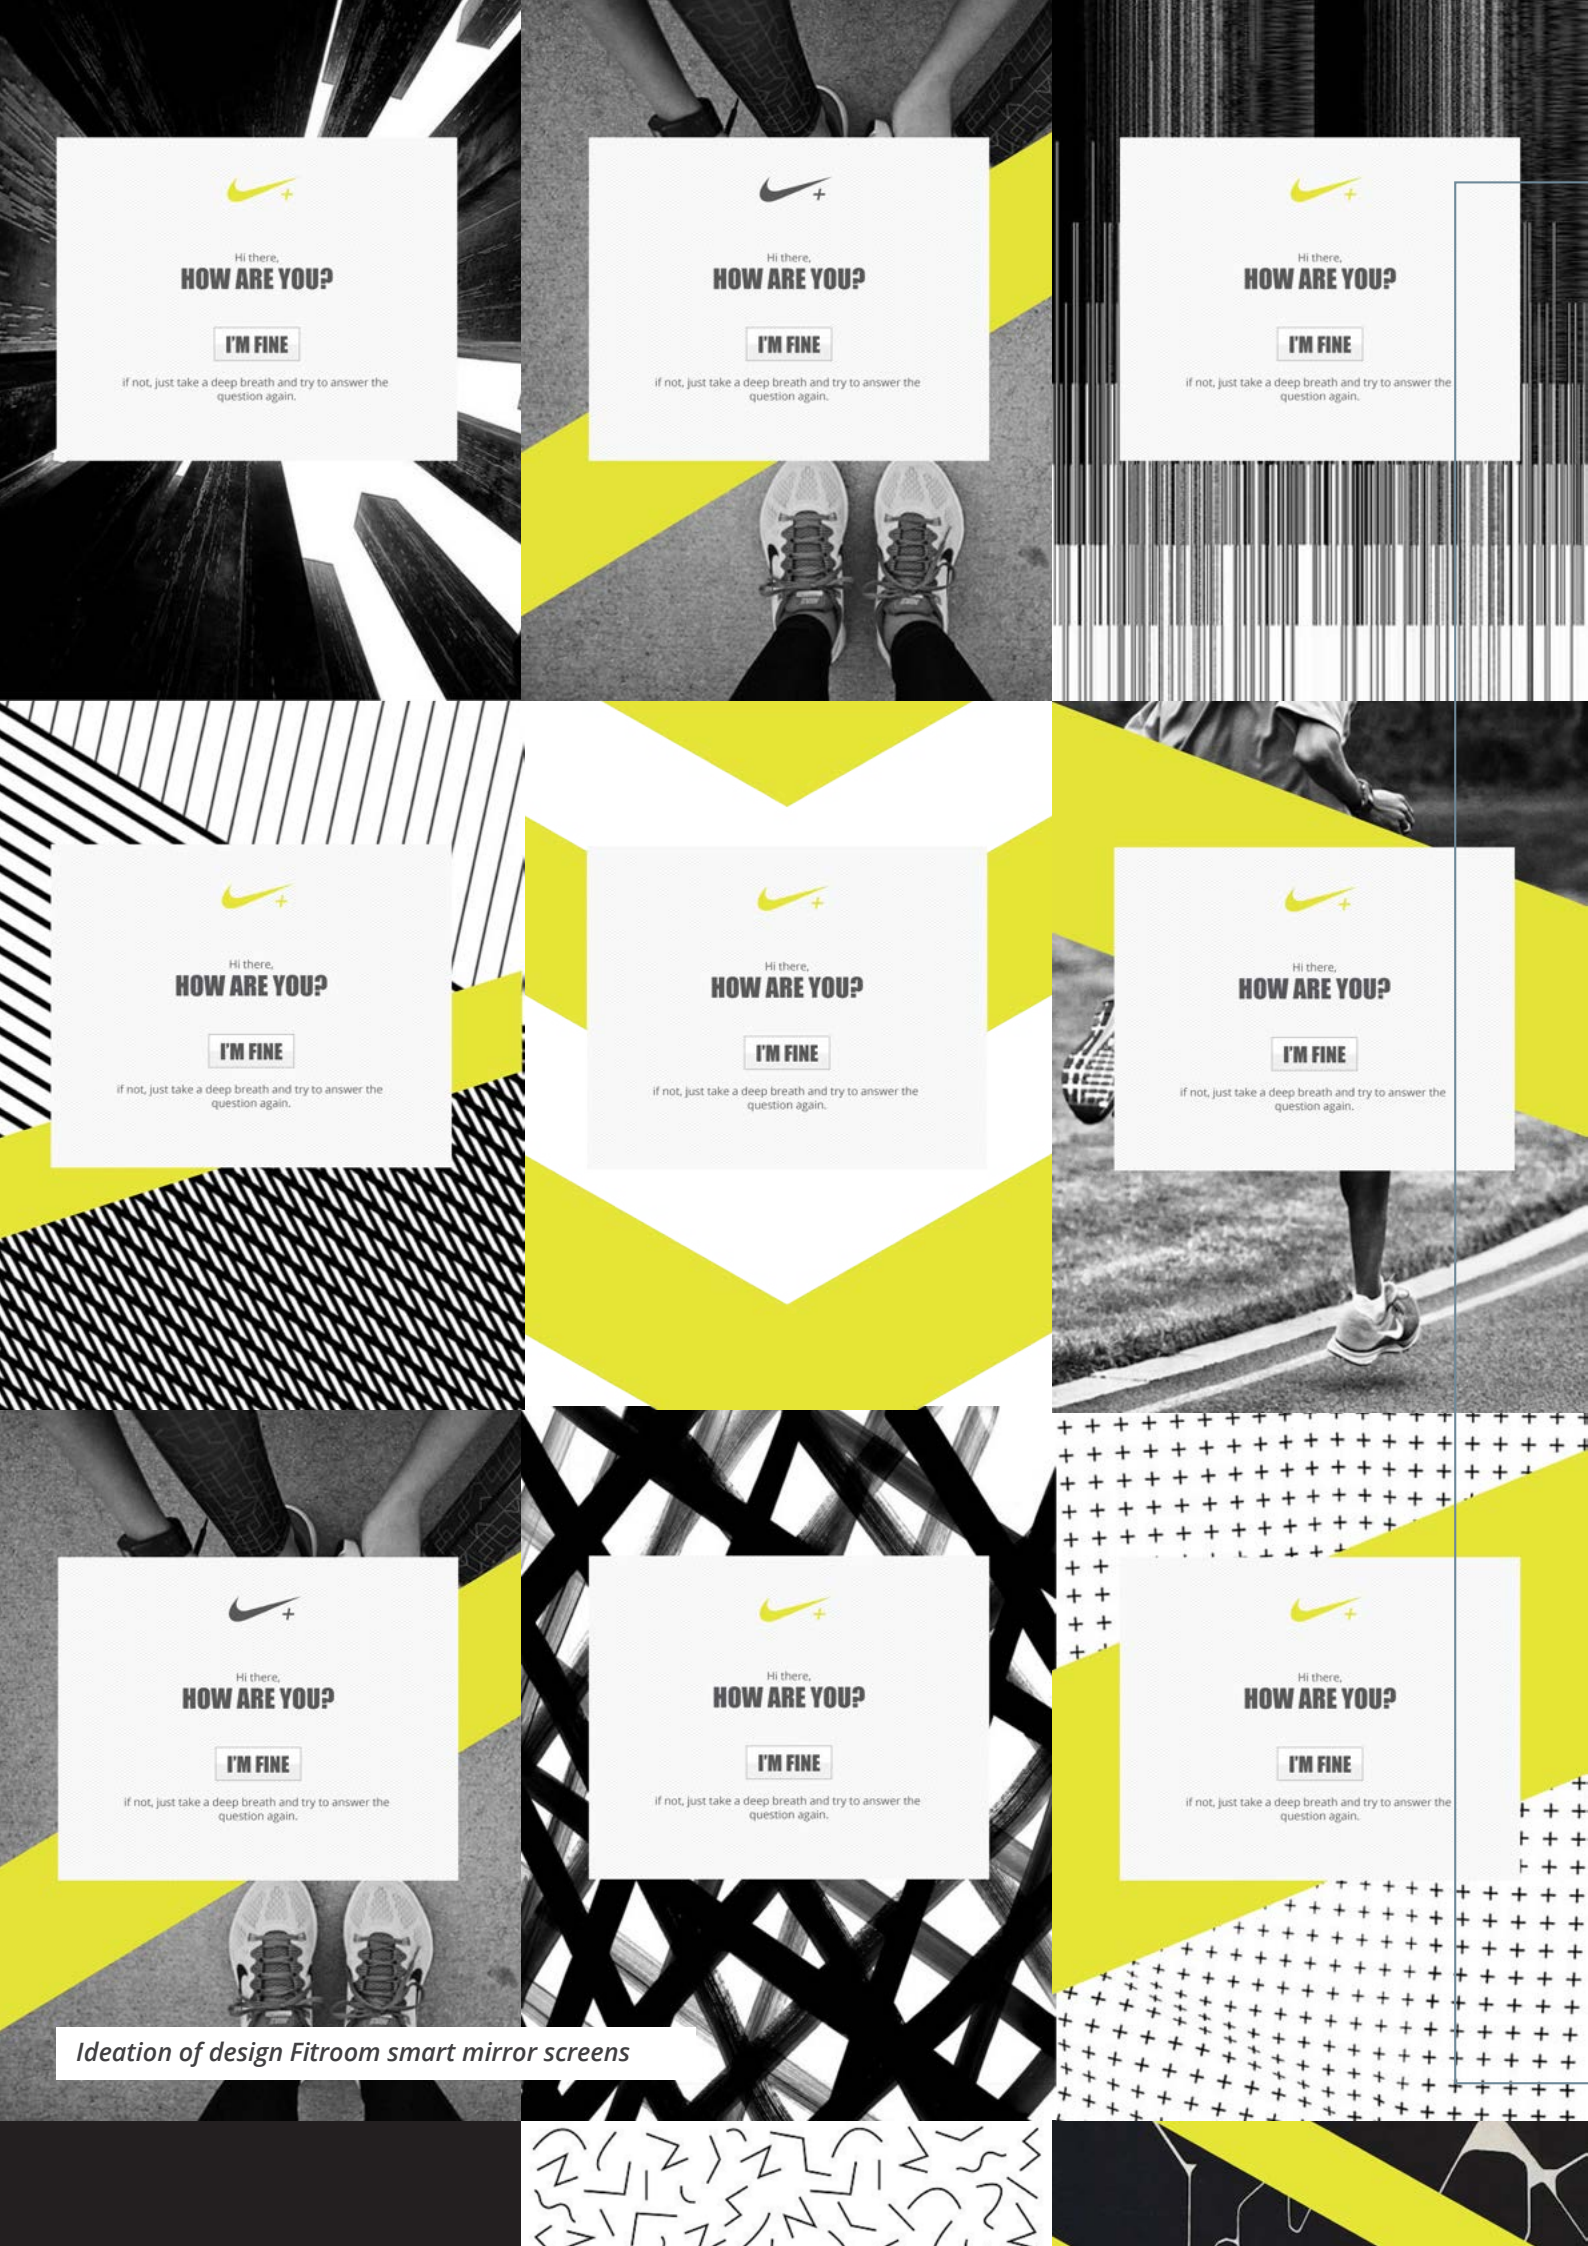 Hi there,
HOW ARE YOU?
I'M FINE
if not, just take a deep breath and try to answer the
question again.
Hi there,
HOW ARE YOU?
I'M FINE
if not, just take a deep breath and try to answer the
question again.
Hi there,
HOW ARE YOU?
I'M FINE
if not, just take a deep breath and try to answer the
question again.
Hi there,
HOW ARE YOU?
I'M FINE
if not, just take a deep breath and try to answer the
question again.
Hi there,
HOW ARE YOU?
I'M FINE
if not, just take a deep breath and try to answer the
question again.
Hi there,
HOW ARE YOU?
I'M FINE
if not, just take a deep breath and try to answer the
question again.
Hi there,
HOW ARE YOU?
I'M FINE
if not, just take a deep breath and try to answer the
question again.
Hi there,
HOW ARE YOU?
I'M FINE
if not, just take a deep breath and try to answer the
question again.
Hi there,
HOW ARE YOU?
I'M FINE
if not, just take a deep breath and try to answer the
question again.
Ideation of design Fitroom smart mirror screens